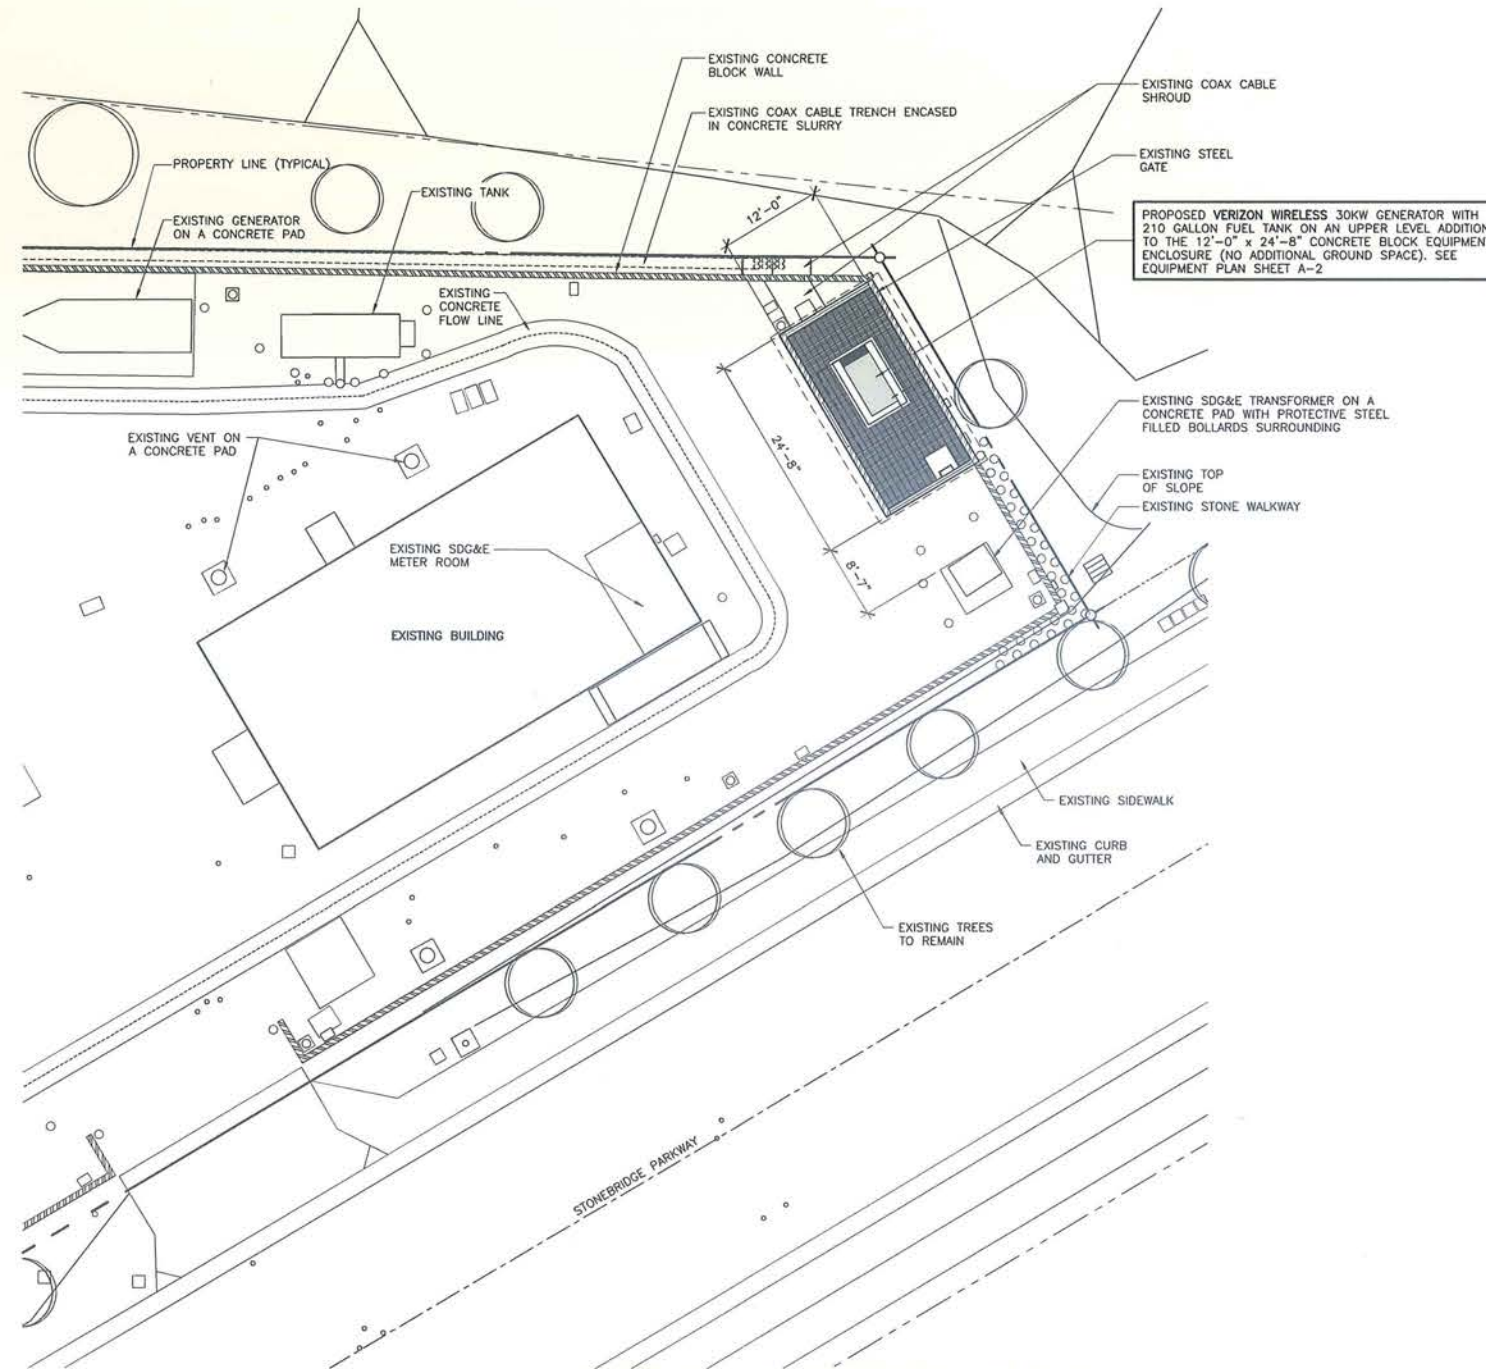 EXISTING CONCRETE
BLOCK WALL
EXISTING COAX CABLE
SHROUD
EXISTING COAX CABLE TRENCH ENCASED
IN CONCRETE SLURRY
EXISTING STEEL
GATE
PROPERTY LINE (TYPICAL)
EXISTING TANK
12'-0"
EXISTING GENERATOR
ON A CONCRETE PAD
PROPOSED VERIZON WIRELESS 30KW GENERATOR WITH
210 GALLON FUEL TANK ON AN UPPER LEVEL ADDITION
TO THE 12'-0" x 24'-8" CONCRETE BLOCK EQUIPMENT
ENCLOSURE (NO ADDITIONAL GROUND SPACE). SEE
EQUIPMENT PLAN SHEET A-2
EXISTING
CONCRETE
FLOW LINE
EXISTING SDG&E TRANSFORMER ON A
CONCRETE PAD WITH PROTECTIVE STEEL
FILLED BOLLARDS SURROUNDING
EXISTING VENT ON
A CONCRETE PAD
24'-8"
EXISTING TOP
OF SLOPE
EXISTING STONE WALKWAY
EXISTING SDG&E
METER ROOM
8'-7"
EXISTING BUILDING
EXISTING SIDEWALK
EXISTING CURB
AND GUTTER
EXISTING TREES
TO REMAIN
STONEBRIDGE PARKWAY